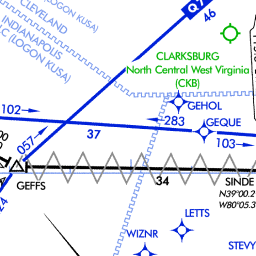 CLEVELAND
INDIANAPOLIS
-C (LOGON KUSA)
(LOGON KUSA)
46
CLARKSBURG
North Central West Virginia
(CKB)
GEHOL
102
283
GEQUE
37
103
057
GEFFS
34
SINDE
N39°00.2
W80°05.3
24
LETTS
WIZNR
STEVY